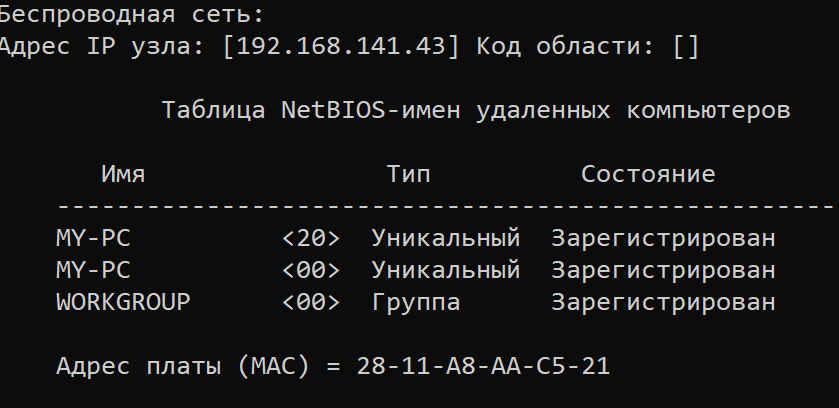 Беспроводная сеть:
Адрес IP узла: [192.168.141.43] Код области: []
Таблица NetBIOS-имен удаленных компьютеров
Имя Тип Состояние
----------------------------------------------------
MY-PC <20> Уникальный Зарегистрирован
MY-PC <00> Уникальный Зарегистрирован
WORKGROUP <00> Группа Зарегистрирован
Адрес платы (MAC) = 28-11-A8-AA-C5-21